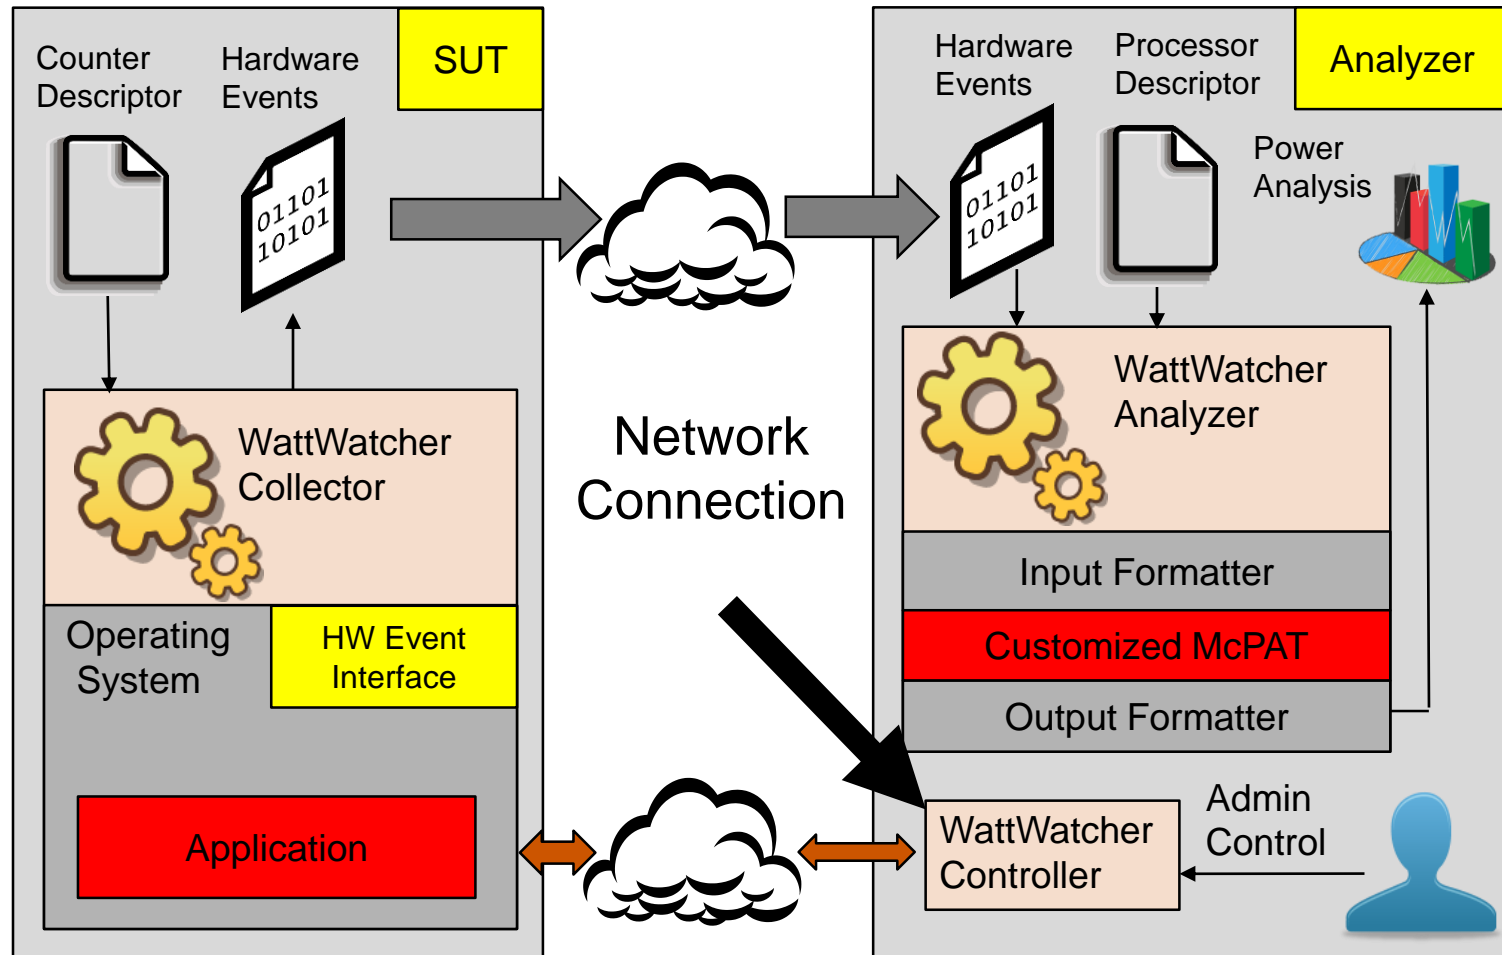 SUT
Counter
Descriptor
Hardware
Events
01101
10101
WattWatcher
Collector
Operating
System
HW Event
Interface
Application
Network
Connection
Analyzer
Hardware
Events
Processor
Descriptor
Power
Analysis
01101
10101
WattWatcher
Analyzer
Input Formatter
Customized McPAT
Output Formatter
WattWatcher
Controller
Admin
Control